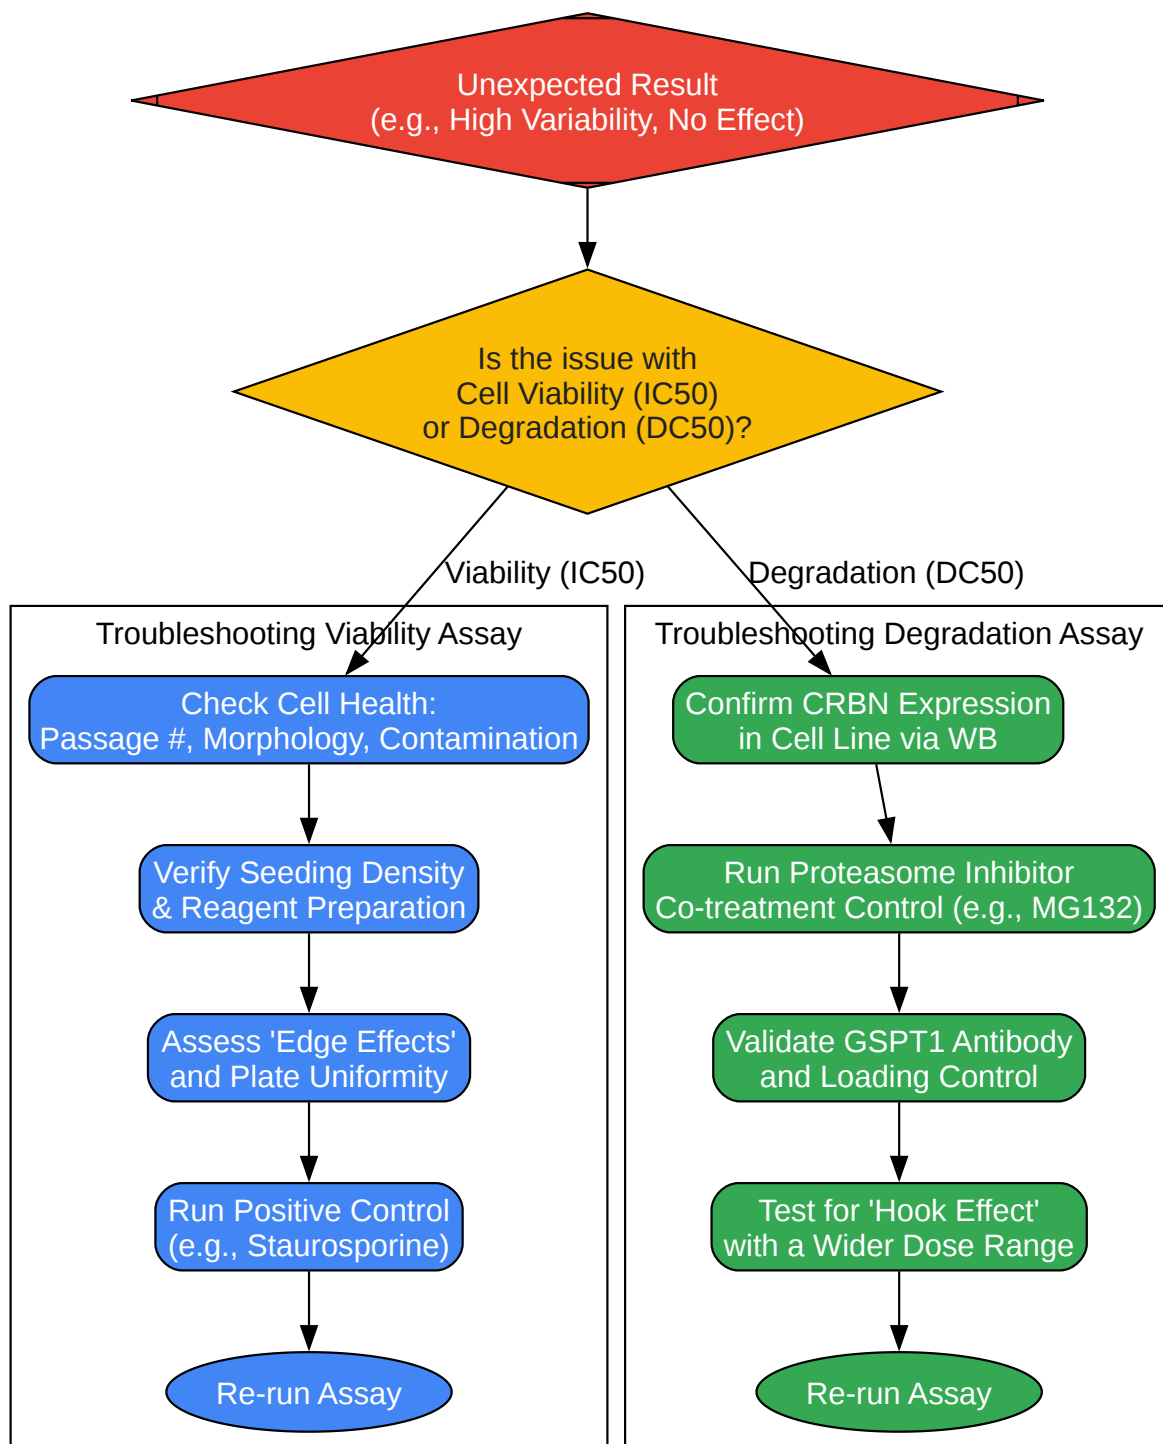 Unexpected Result
(e.g., High Variability, No Effect)
Is the issue with
Cell Viability (IC50)
or Degradation (DC50)?
Viability (IC50)
Degradation (DC50)
Troubleshooting Viability Assay
Check Cell Health:
Passage #, Morphology, Contamination
Verify Seeding Density
& Reagent Preparation
Assess 'Edge Effects'
and Plate Uniformity
Run Positive Control
(e.g., Staurosporine)
Re-run Assay
Troubleshooting Degradation Assay
Confirm CRBN Expression
in Cell Line via WB
Run Proteasome Inhibitor
Co-treatment Control (e.g., MG132)
Validate GSPT1 Antibody
and Loading Control
Test for 'Hook Effect'
with a Wider Dose Range
Re-run Assay